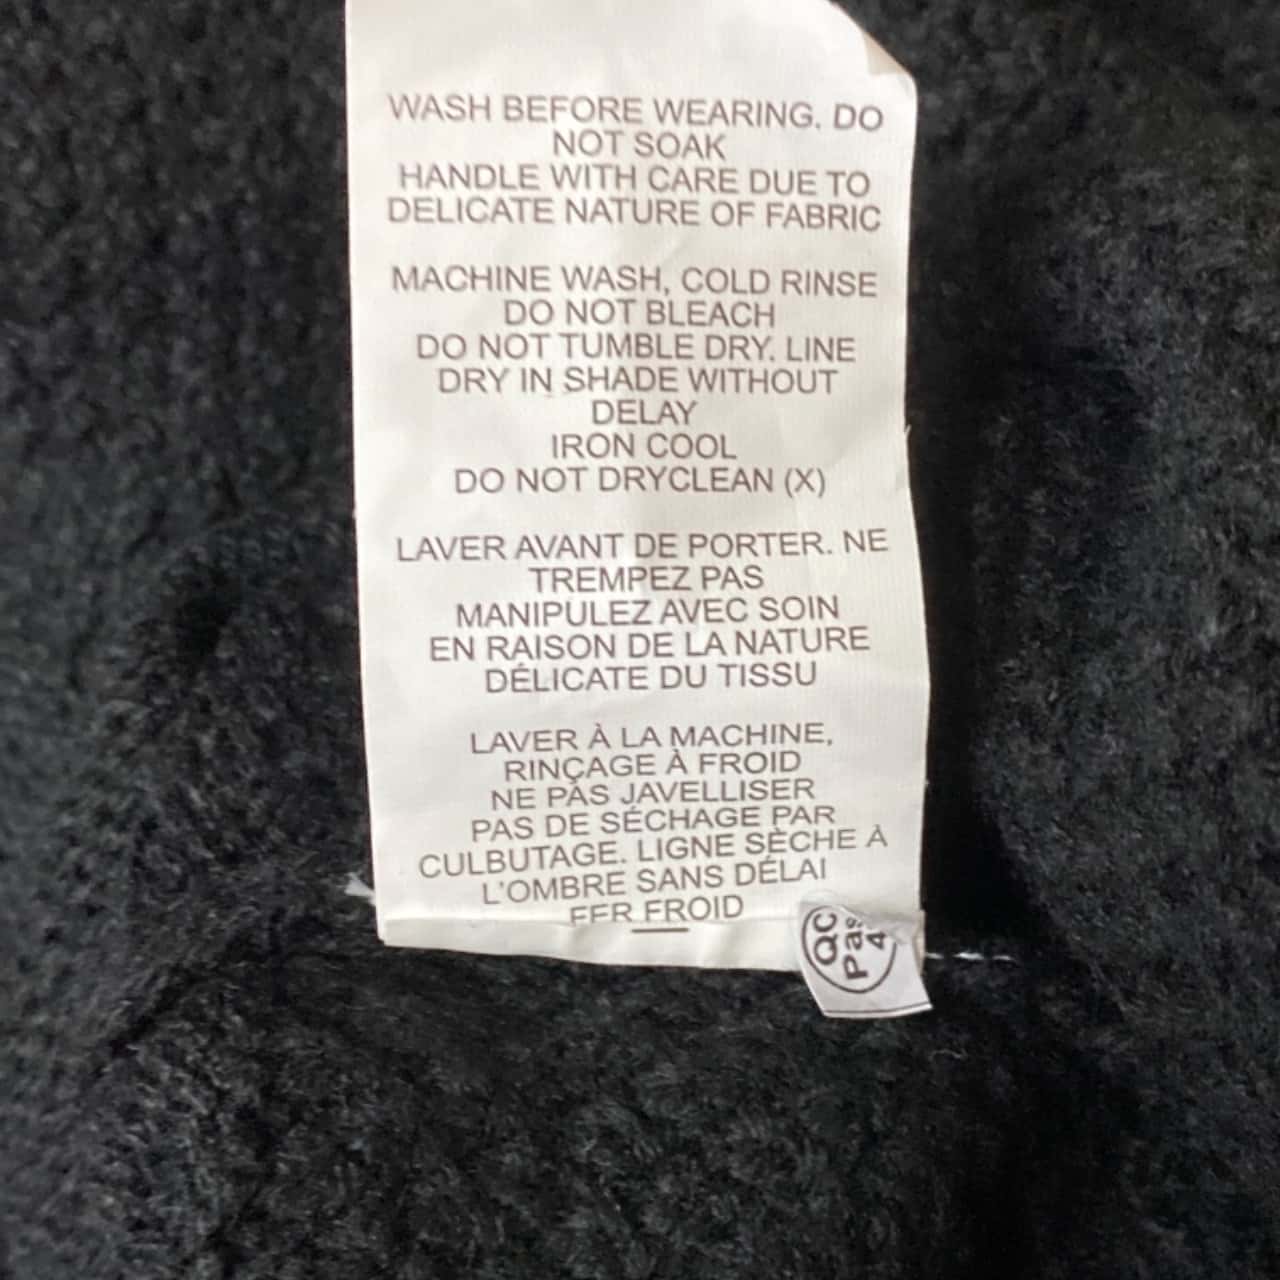 WASH BEFORE WEARING. DO
NOT SOAK
HANDLE WITH CARE DUE TO
DELICATE NATURE OF FABRIC
MACHINE WASH, COLD RINSE
DO NOT BLEACH
DO NOT TUMBLE DRY. LINE
DRY IN SHADE WITHOUT
DELAY
IRON COOL
DO NOT DRYCLEAN (X)
LAVER AVANT DE PORTER. NE
TREMPEZ PAS
MANIPULEZ AVEC SOIN
EN RAISON DE LA NATURE
DÉLICATE DU TISSU
LAVER À LA MACHINE,
RINÇAGE À FROID
NE PAS JAVELLISER
PAS DE SÉCHAGE PAR
CULBUTAGE. LIGNE SÈCHE À
L'OMBRE SANS DÉLAI
FER FROID
QC
4